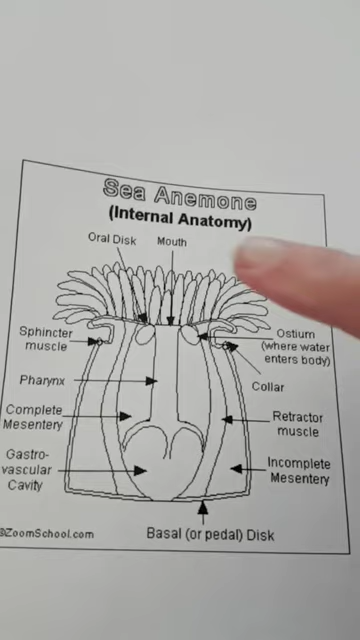 Sea Anemone
(Internal Anatomy)
Oral Disk
Mouth
Sphincter
muscle
Ostium
(where water
enters body)
Collar
Pharynx
Complete
Mesentery
Retractor
muscle
Gastro-
vascular
Cavity
Incomplete
Mesentery
Basal (or pedal) Disk
©ZoomSchool.com